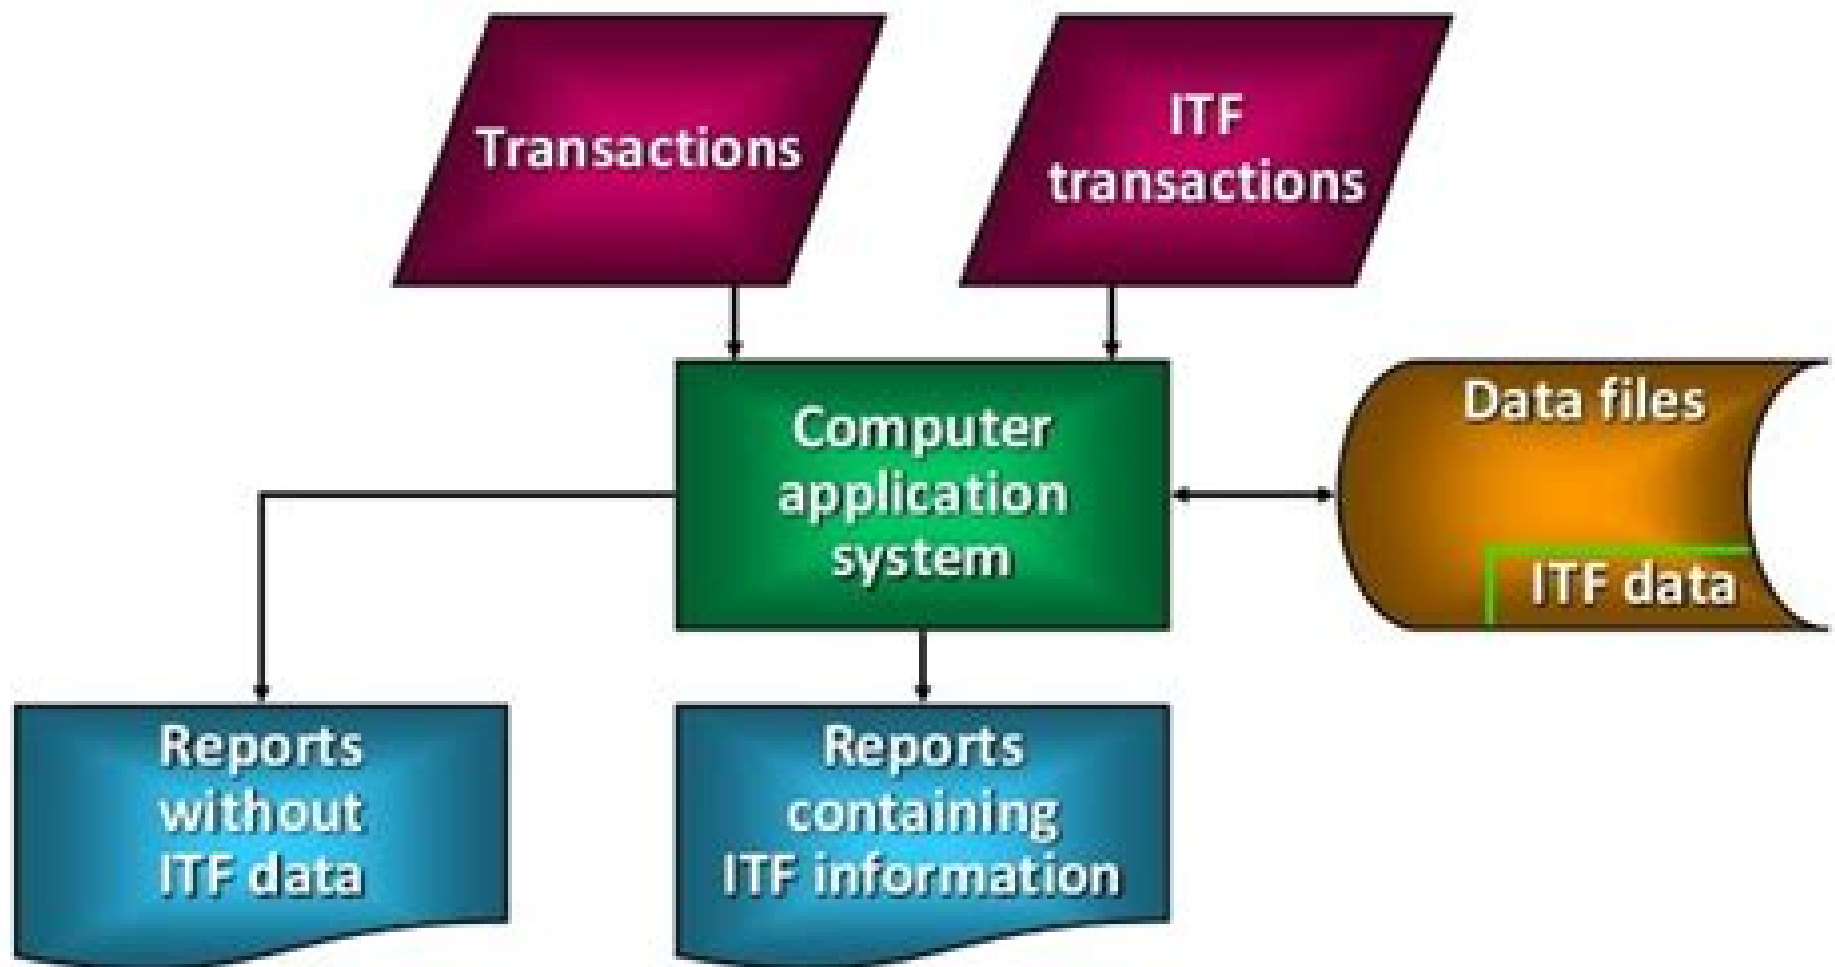 Transactions
ITF
transactions
Computer
application
system
Data files
ITF data
Reports
without
ITF data
Reports
containing
ITF information